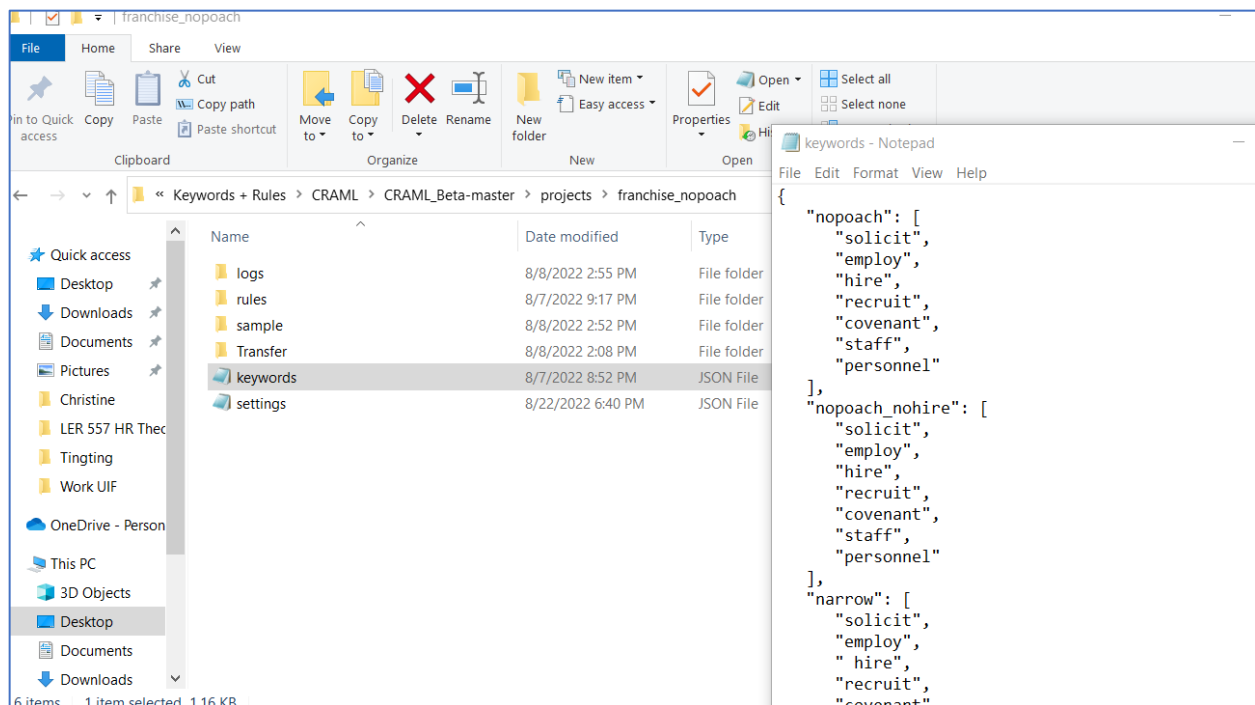 franchise_nopoach
File Home Share View
Cut
Copy path
Paste shortcut
Pin to Quick access
Copy
Paste
Clipboard
Move to
Copy to
Delete
Rename
Organize
New folder
New item
Easy access
New
Properties
Open
Edit
Open
Select all
Select none
« Keywords + Rules > CRAML > CRAML_Beta-master > projects > franchise_nopoach
Quick access
Desktop
Downloads
Documents
Pictures
Christine
LER 557 HR Theo
Tingting
Work UIF
OneDrive - Person
This PC
3D Objects
Desktop
Documents
Downloads
Name Date modified Type
logs 8/8/2022 2:55 PM File folder
rules 8/7/2022 9:17 PM File folder
sample 8/8/2022 2:52 PM File folder
Transfer 8/8/2022 2:08 PM File folder
keywords 8/7/2022 8:52 PM JSON File
settings 8/22/2022 6:40 PM JSON File
6 items 1 item selected 1.16 KB
keywords - Notepad
File Edit Format View Help
{
"nopoach": [
"solicit",
"employ",
"hire",
"recruit",
"covenant",
"staff",
"personnel"
],
"nopoach_nohire": [
"solicit",
"employ",
"hire",
"recruit",
"covenant",
"staff",
"personnel"
],
"narrow": [
"solicit",
"employ",
" hire",
"recruit",
"covenant"